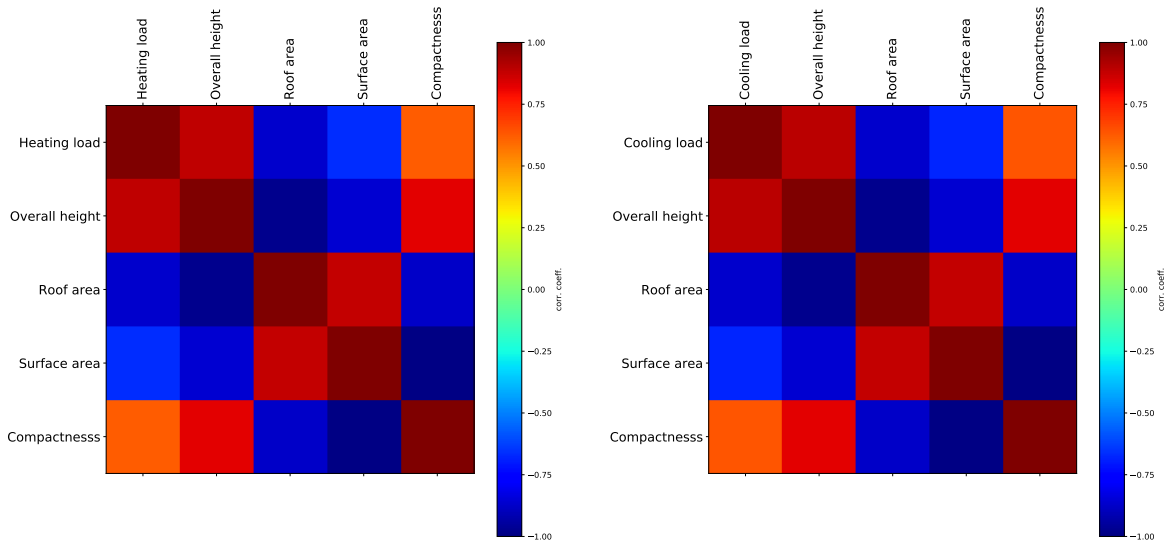 Heating load
Overall height
Roof area
Surface area
Compactnesss
Heating load
Overall height
Roof area
Surface area
Compactnesss
1.00
0.75
0.50
0.25
0.00
−0.25
−0.50
−0.75
−1.00
corr. coeff.
Cooling load
Overall height
Roof area
Surface area
Compactnesss
Cooling load
Overall height
Roof area
Surface area
Compactnesss
1.00
0.75
0.50
0.25
0.00
−0.25
−0.50
−0.75
−1.00
corr. coeff.